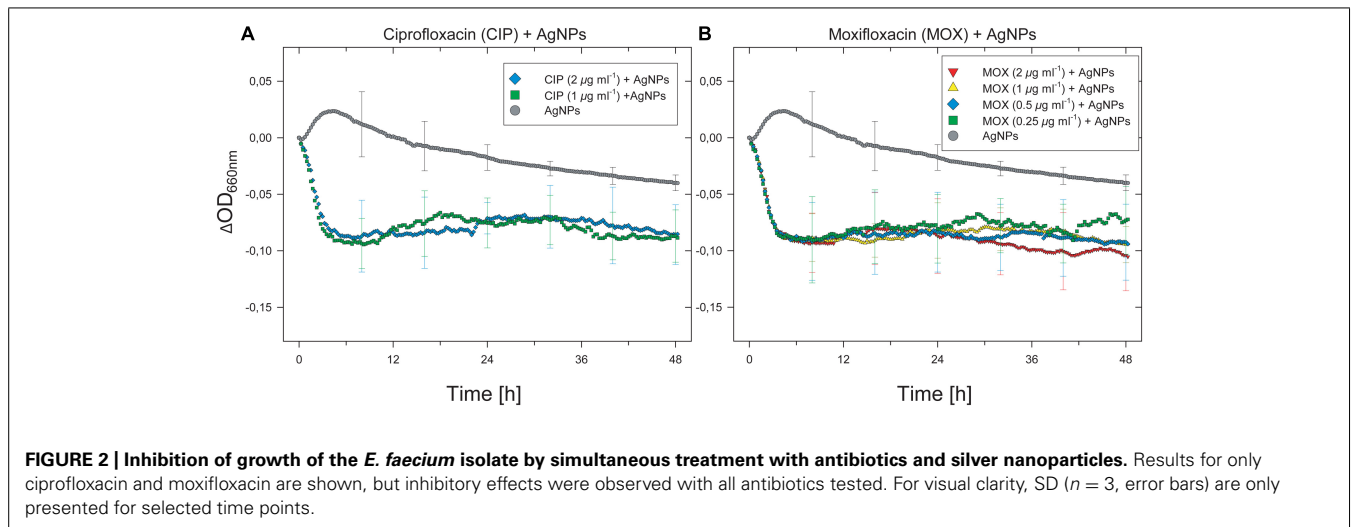 A Ciprofloxacin (CIP) + AgNPs
CIP (2 µg ml⁻¹) + AgNPs
CIP (1 µg ml⁻¹) +AgNPs
AgNPs
0,05
0,00
-0,05
-0,10
-0,15
ΔOD660nm
0 12 24 36 48
Time [h]
B Moxifloxacin (MOX) + AgNPs
MOX (2 µg ml⁻¹) + AgNPs
MOX (1 µg ml⁻¹) + AgNPs
MOX (0.5 µg ml⁻¹) + AgNPs
MOX (0.25 µg ml⁻¹) + AgNPs
AgNPs
0,05
0,00
-0,05
-0,10
-0,15
0 12 24 36 48
Time [h]
FIGURE 2 | Inhibition of growth of the E. faecium isolate by simultaneous treatment with antibiotics and silver nanoparticles. Results for only
ciprofloxacin and moxifloxacin are shown, but inhibitory effects were observed with all antibiotics tested. For visual clarity, SD (n = 3, error bars) are only
presented for selected time points.